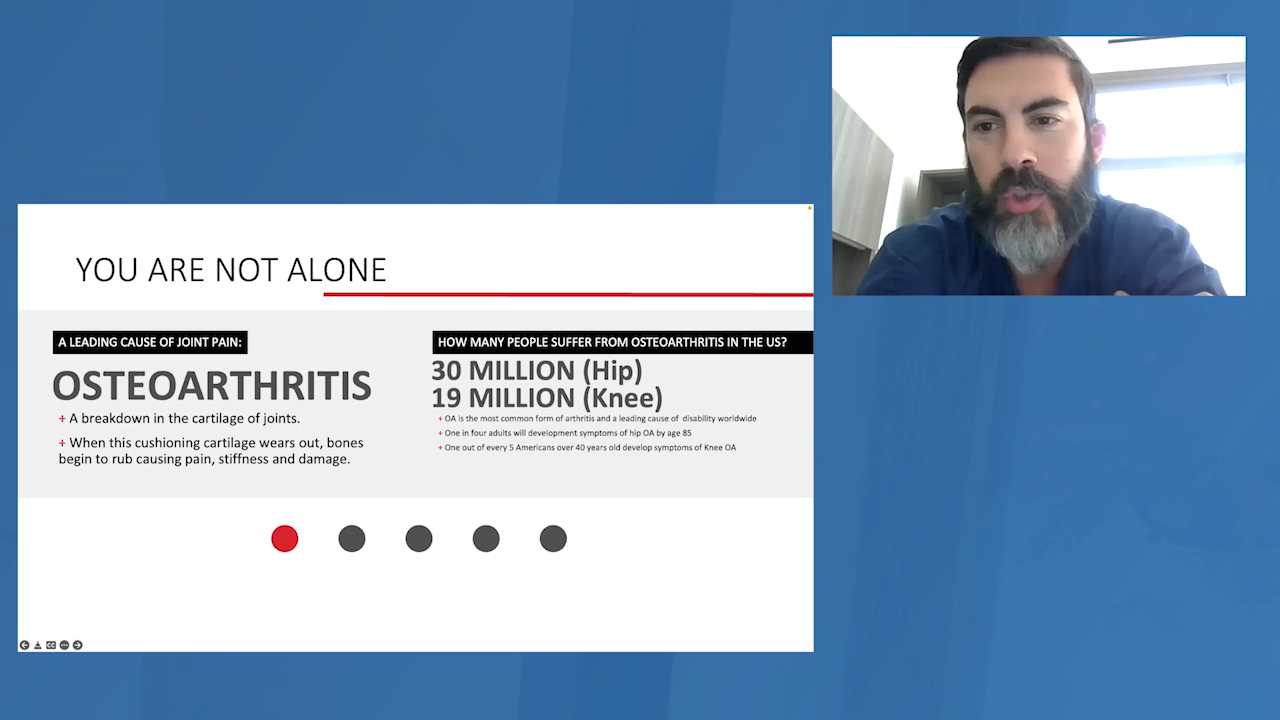 YOU ARE NOT ALONE
A LEADING CAUSE OF JOINT PAIN:
OSTEOARTHRITIS
+ A breakdown in the cartilage of joints.
+ When this cushioning cartilage wears out, bones
begin to rub causing pain, stiffness and damage.
HOW MANY PEOPLE SUFFER FROM OSTEOARTHRITIS IN THE US?
30 MILLION (Hip)
19 MILLION (Knee)
+ OA is the most common form of arthritis and a leading cause of disability worldwide
+ One in four adults will development symptoms of hip OA by age 85
+ One out of every 5 Americans over 40 years old develop symptoms of Knee OA